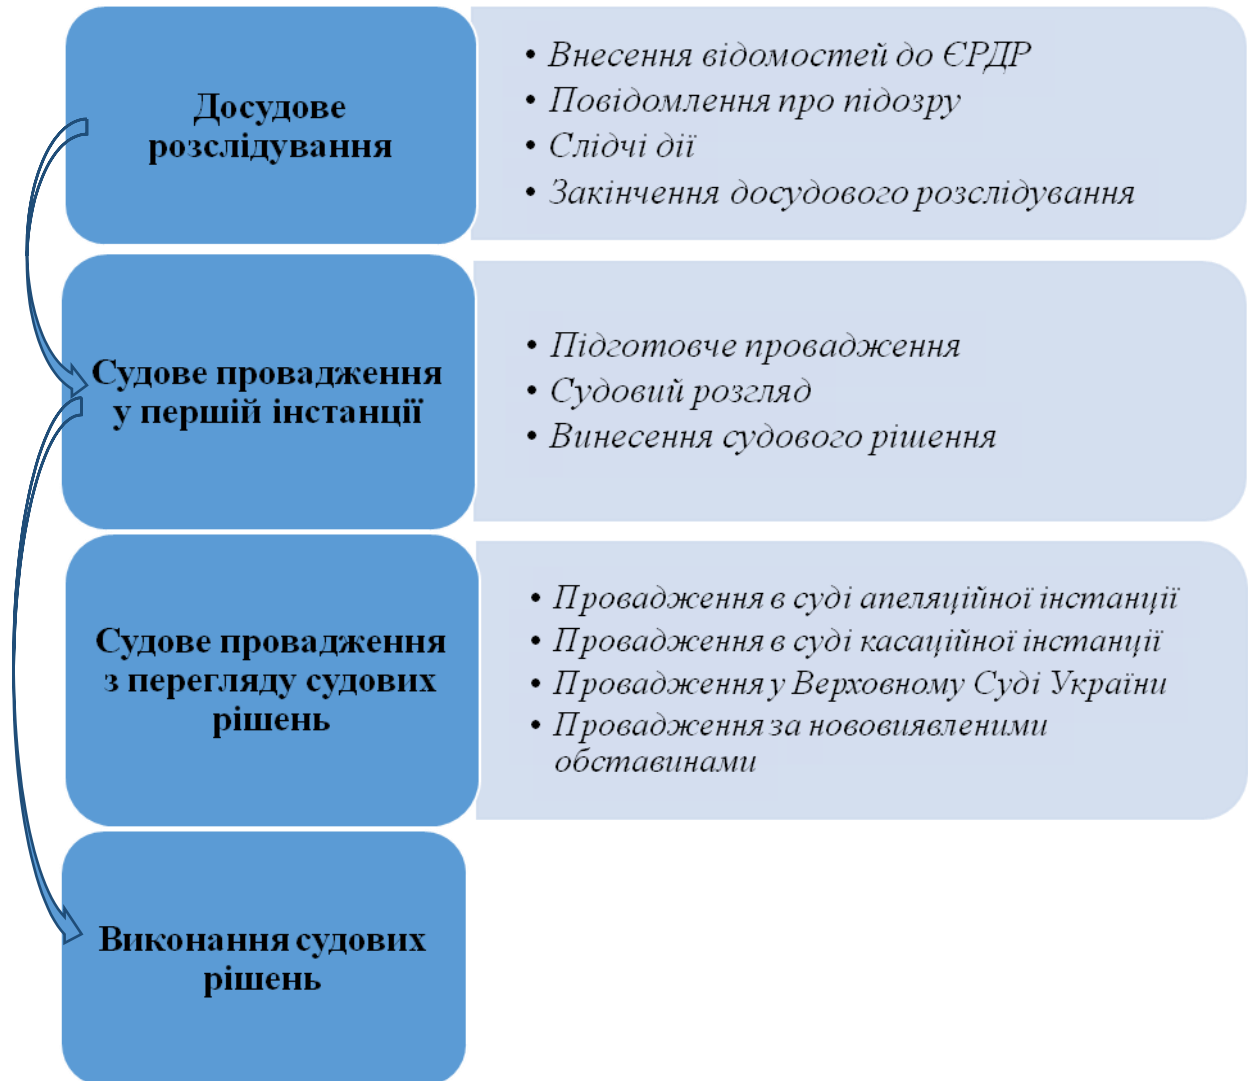 Досудове
розслідування
• Внесення відомостей до ЄРДР
• Повідомлення про підозру
• Слідчі дії
• Закінчення досудового розслідування
Судове провадження
у першій інстанції
• Підготовче провадження
• Судовий розгляд
• Винесення судового рішення
Судове провадження
з перегляду судових
рішень
• Провадження в суді апеляційної інстанції
• Провадження в суді касаційної інстанції
• Провадження у Верховному Суді України
• Провадження за нововиявленими
обставинами
Виконання судових
рішень